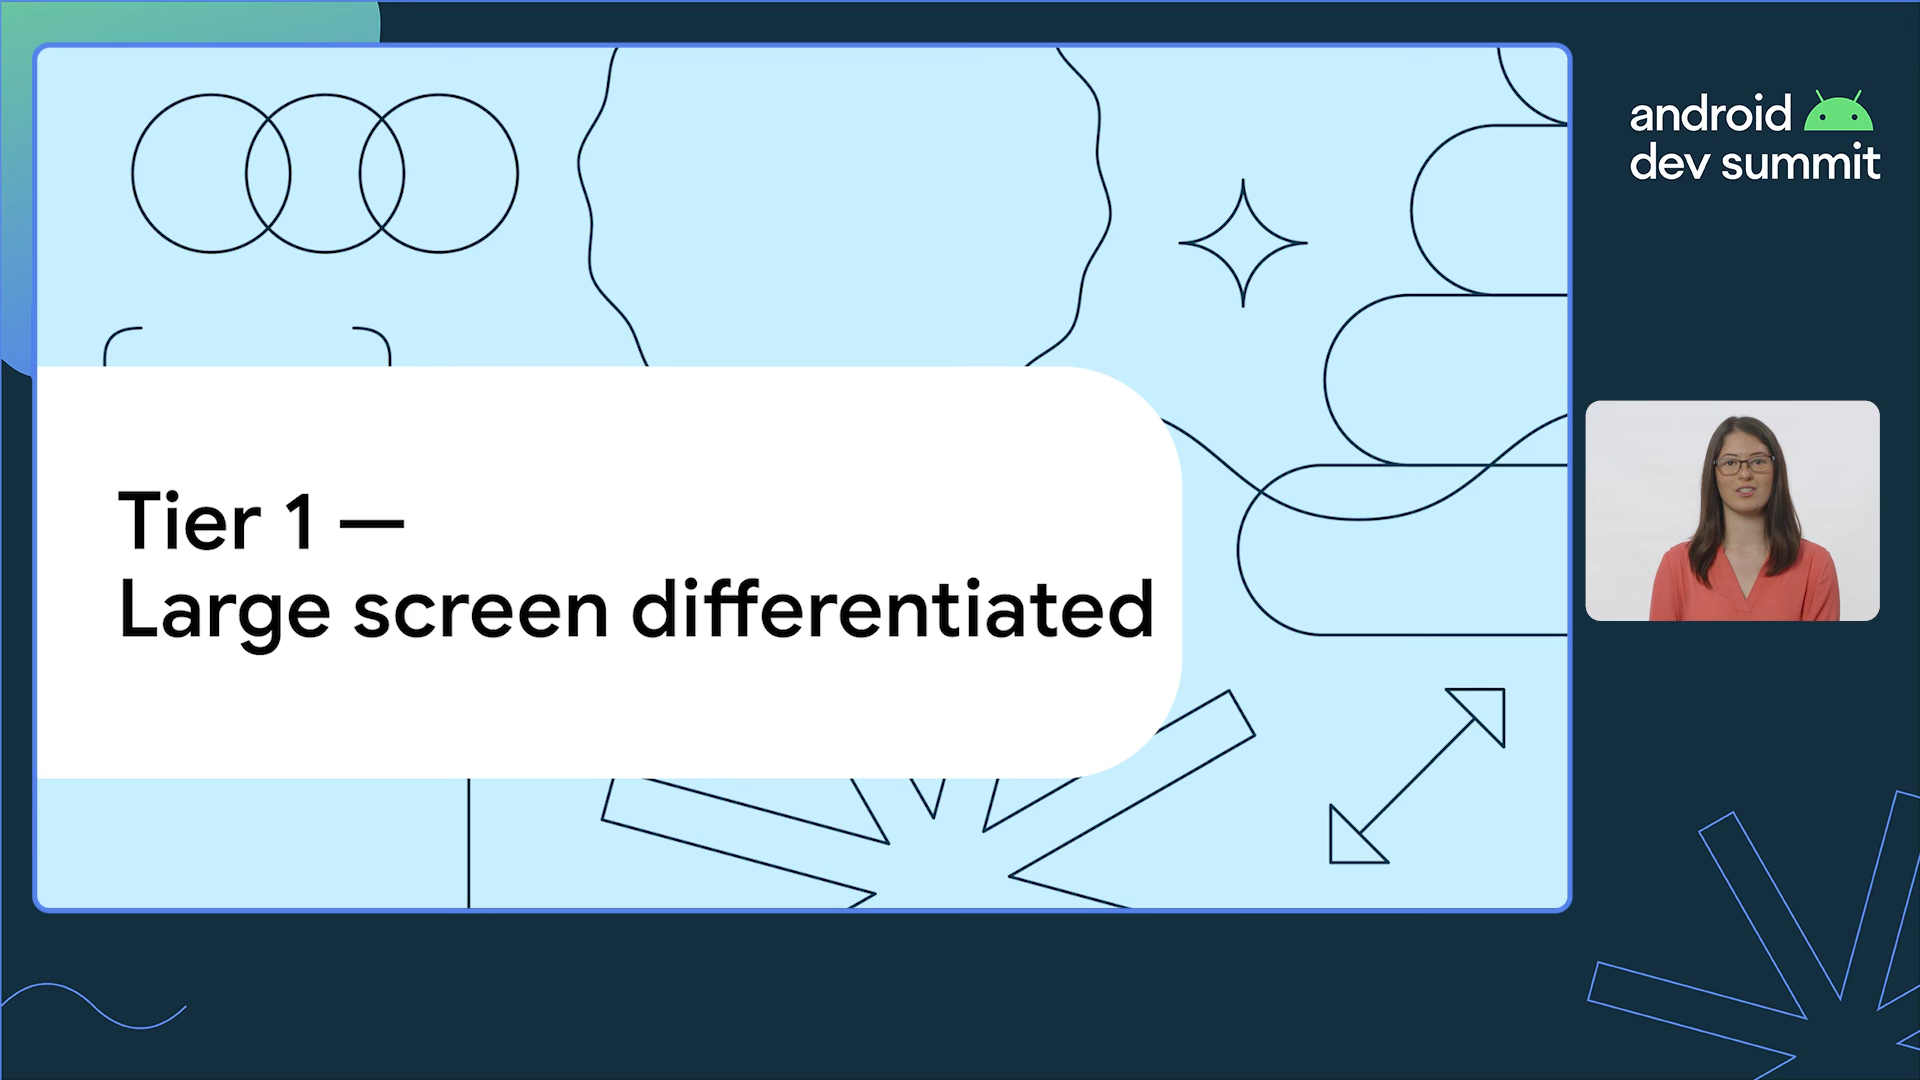 Tier 1 —
Large screen differentiated
android
dev summit